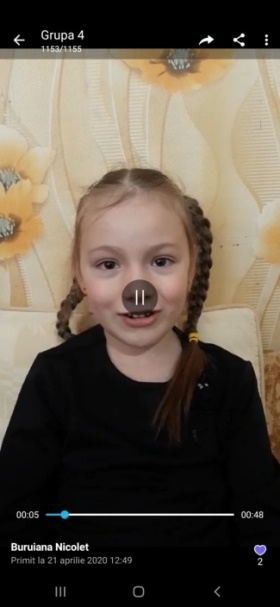 Grupa 4
1153/1155
00:05 00:48
Buruiana Nicolet
Primit la 21 aprilie 2020 12:49
2